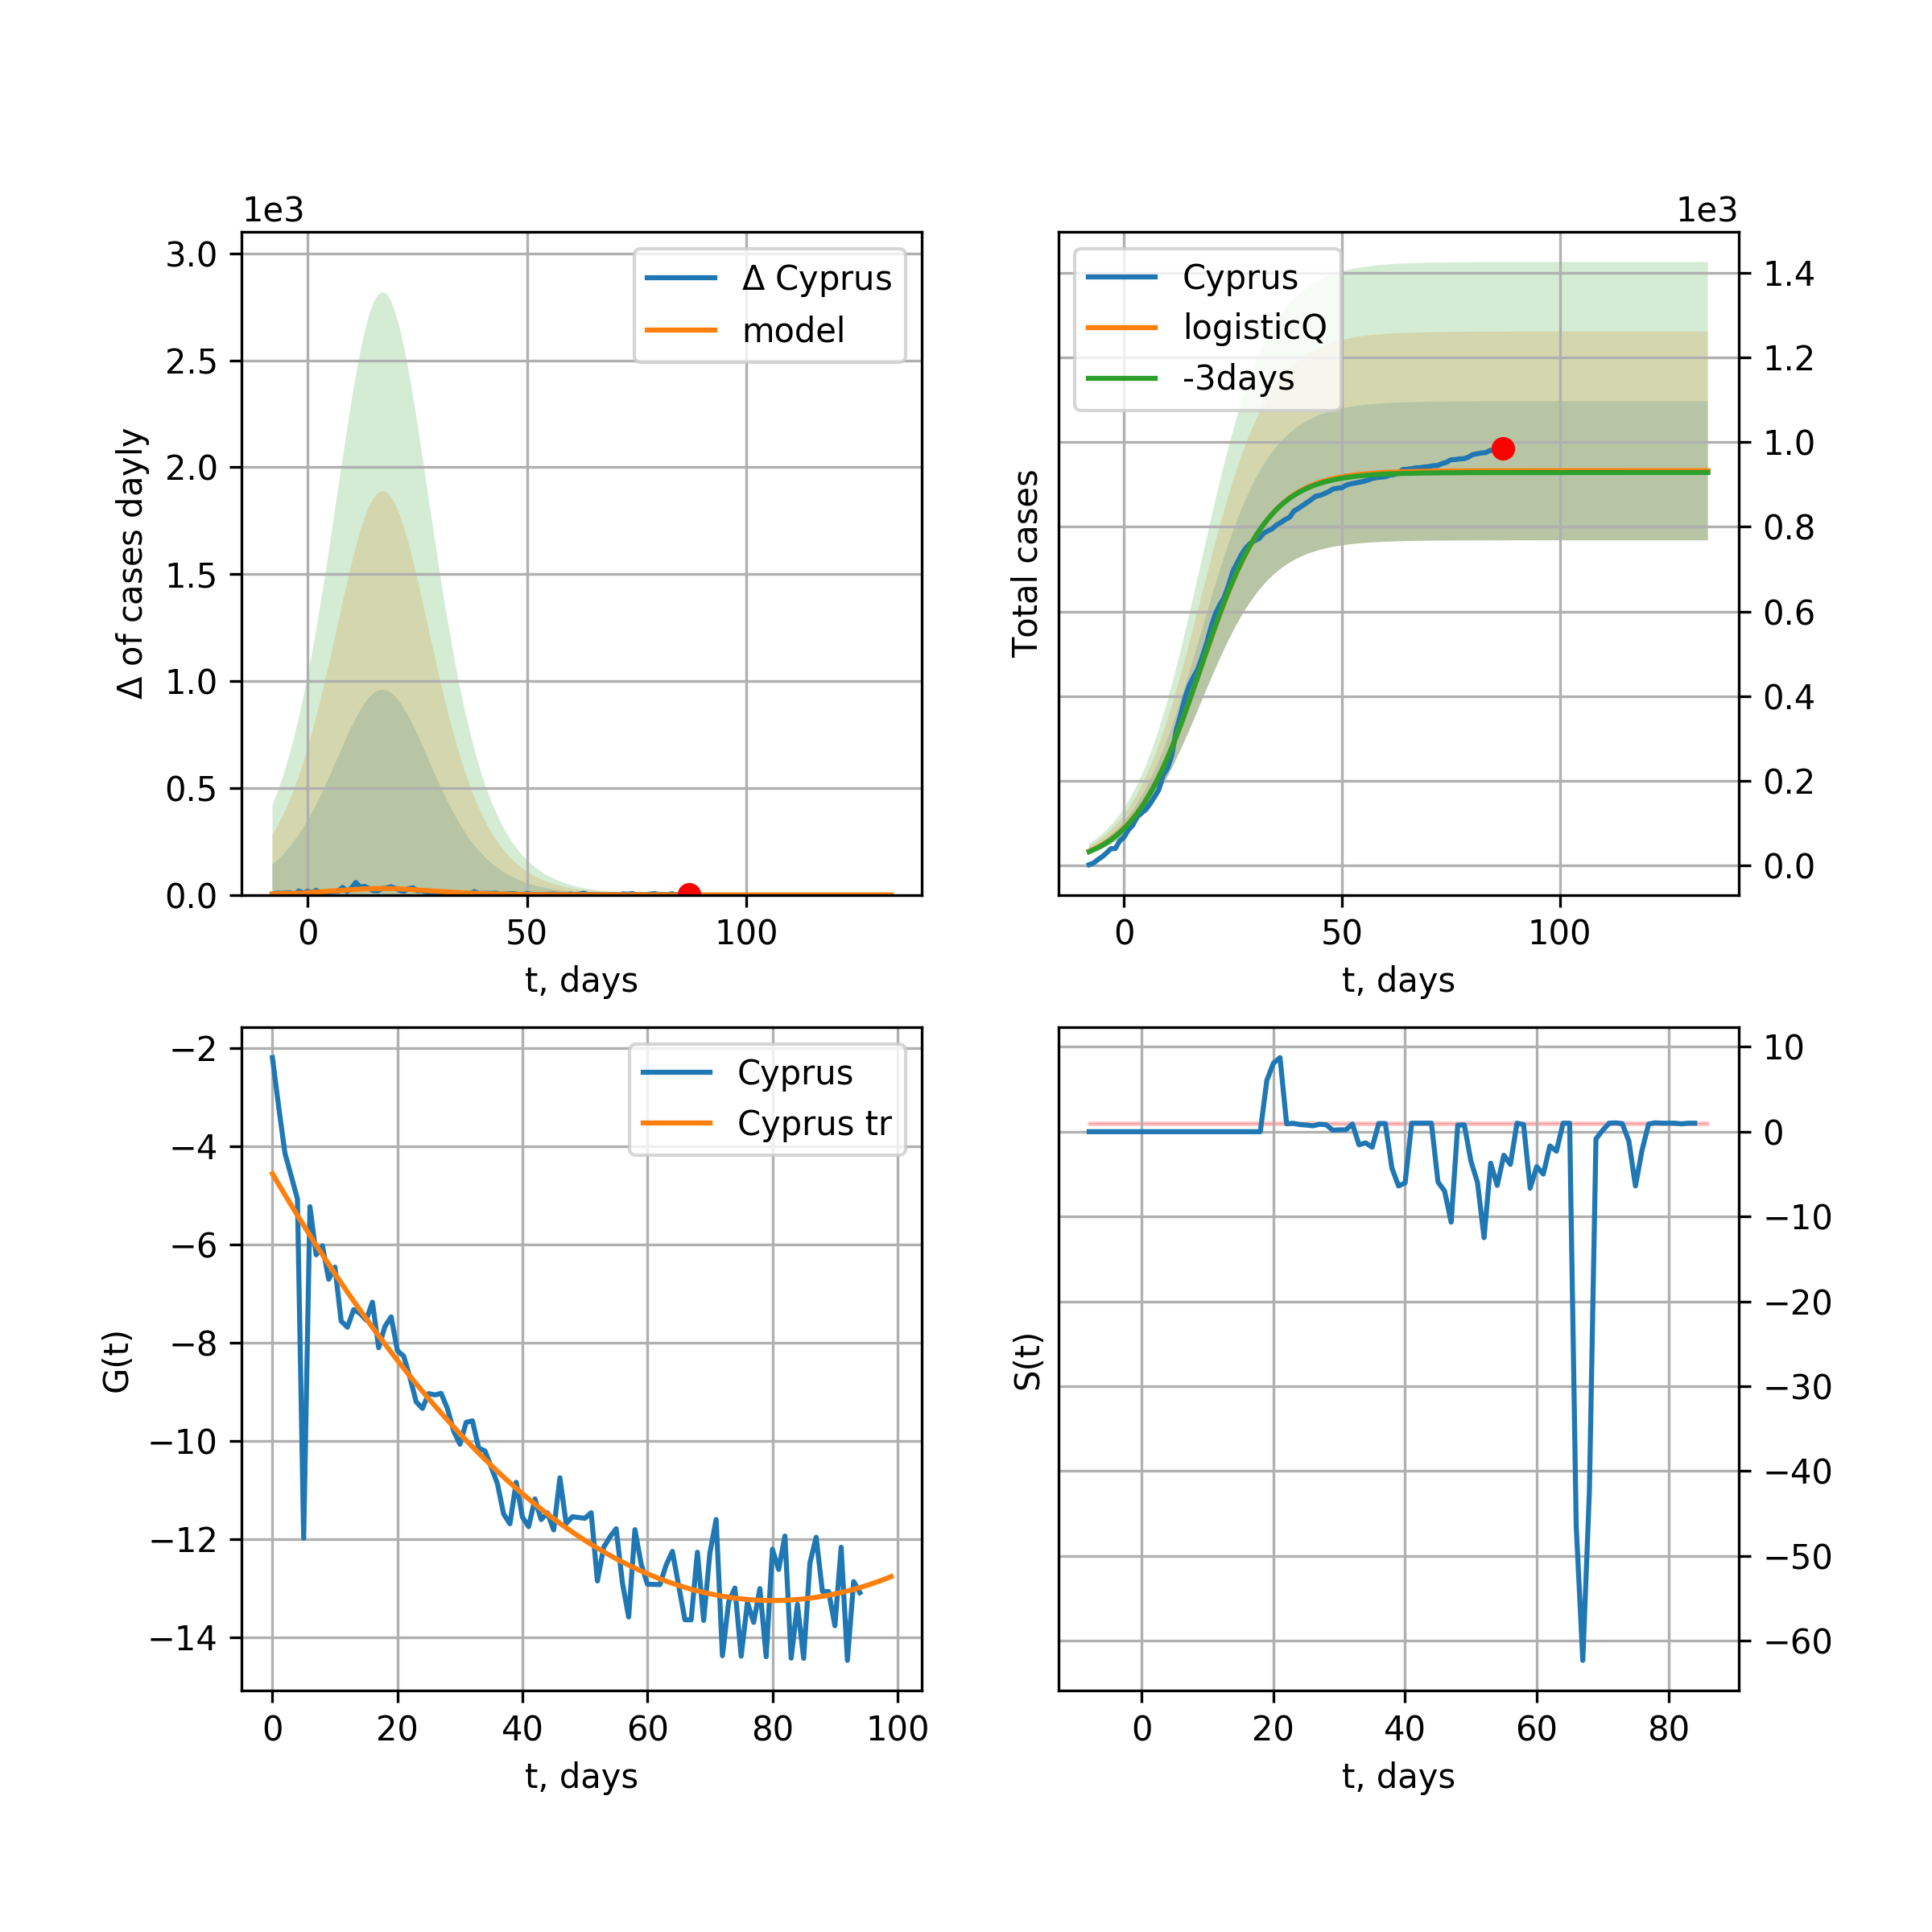 1e3
3.0
2.5
2.0
1.5
1.0
0.5
0.0
Δ of cases dayly
Δ Cyprus
model
0 50 100
t, days
1e3
Cyprus
logisticQ
-3days
Total cases
1.4
1.2
1.0
0.8
0.6
0.4
0.2
0.0
0 50 100
t, days
−2
−4
−6
−8
−10
−12
−14
G(t)
Cyprus
Cyprus tr
0 20 40 60 80 100
t, days
S(t)
10
0
−10
−20
−30
−40
−50
−60
0 20 40 60 80
t, days